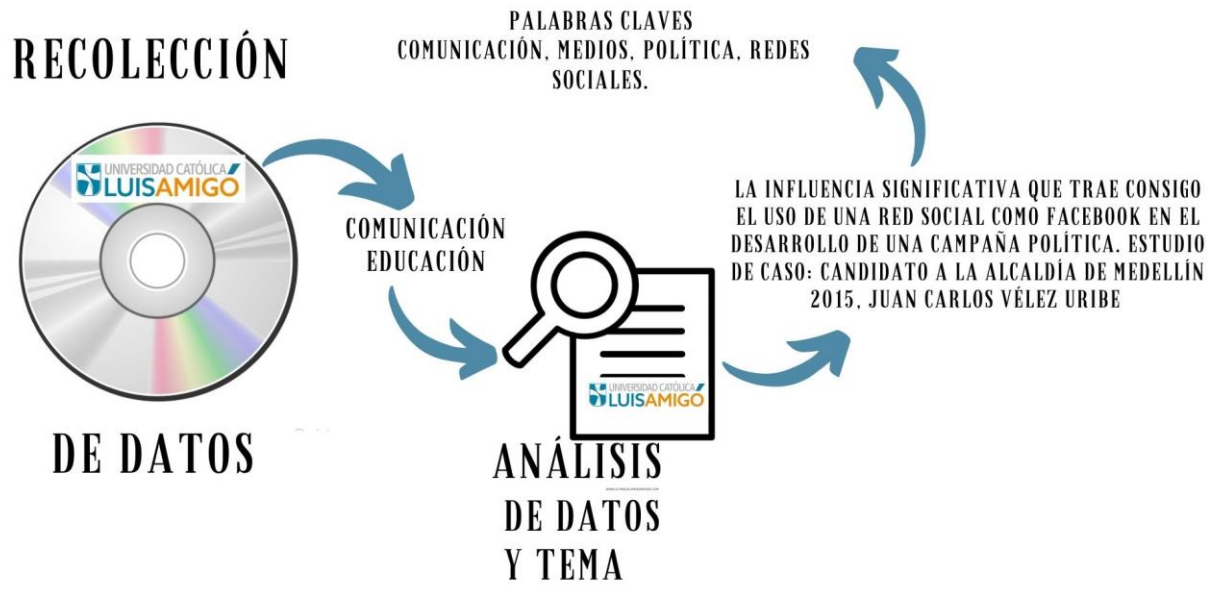 RECOLECCIÓN
UNIVERSIDAD CATÓLICA
LUISAMIGÓ
DE DATOS
COMUNICACIÓN
EDUCACIÓN
UNIVERSIDAD CATÓLICA
LUISAMIGÓ
ANÁLISIS
DE DATOS
Y TEMA
LA INFLUENCIA SIGNIFICATIVA QUE TRAE CONSIGO
EL USO DE UNA RED SOCIAL COMO FACEBOOK EN EL
DESARROLLO DE UNA CAMPAÑA POLÍTICA. ESTUDIO
DE CASO: CANDIDATO A LA ALCALDÍA DE MEDELLÍN
2015, JUAN CARLOS VÉLEZ URIBE
PALABRAS CLAVES
COMUNICACIÓN, MEDIOS, POLÍTICA, REDES
SOCIALES.